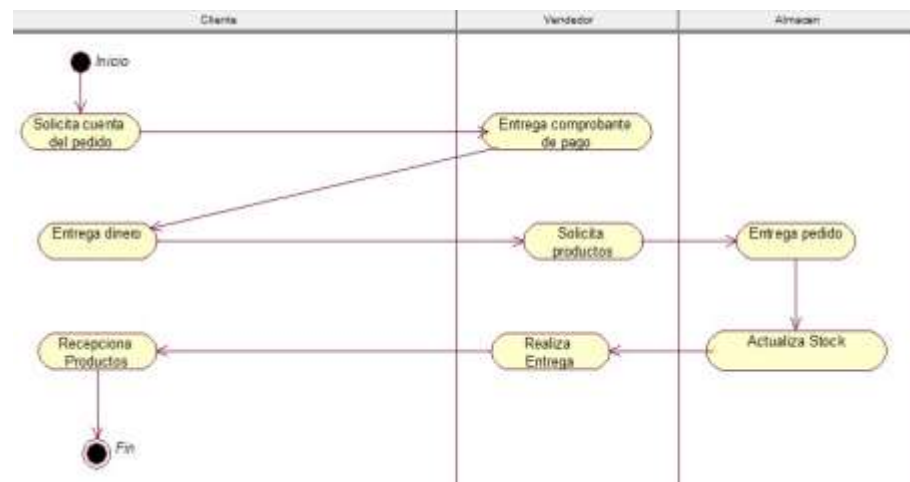 Cliente
Vendedor
Almacen
Inicio
Solicita cuenta
del pedido
Entrega comprobante
de pago
Entrega dinero
Solicita
productos
Entrega pedido
Recepciona
Productos
Realiza
Entrega
Actualiza Stock
Fin